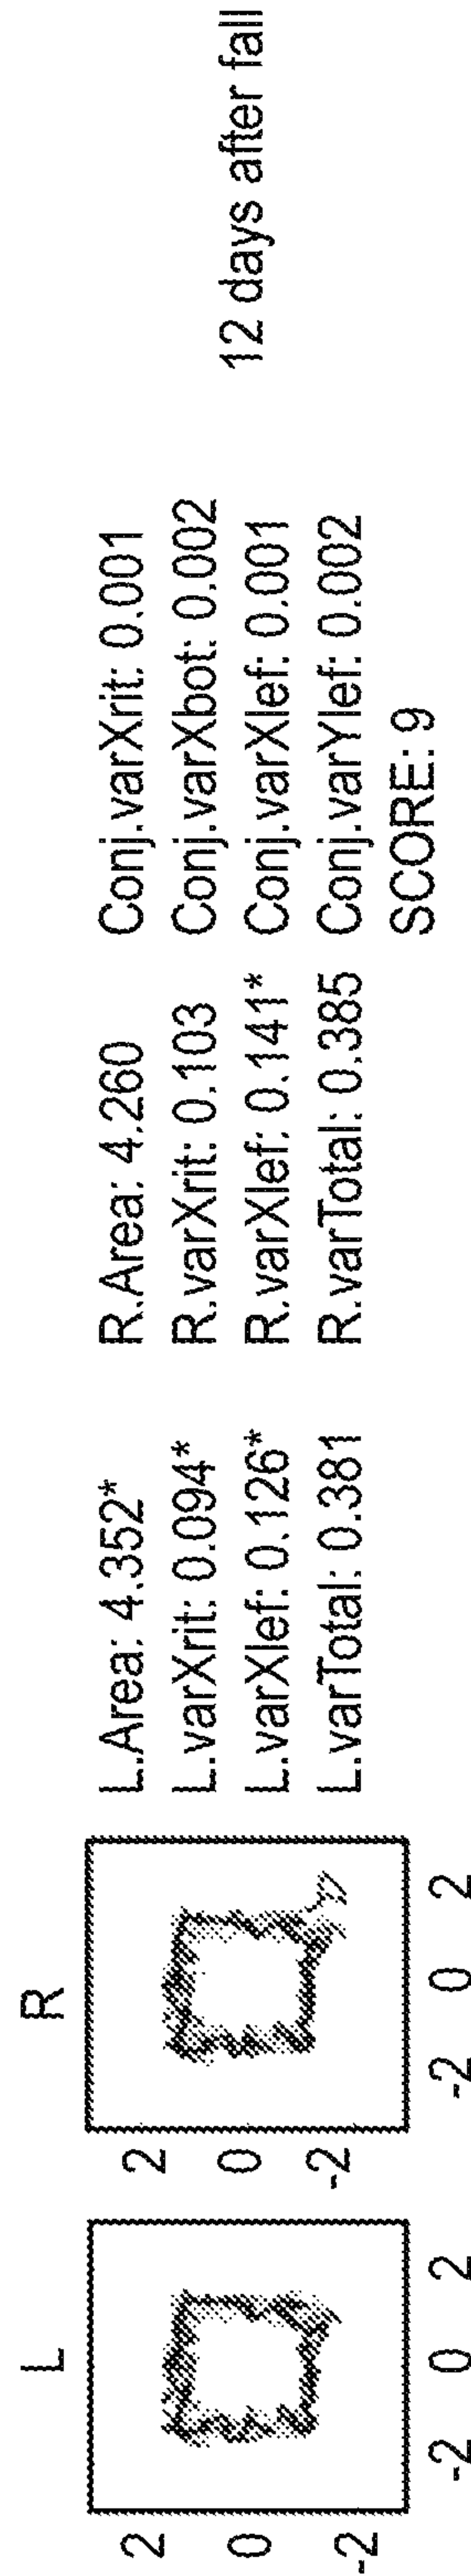 L
2
0
-2
-2 0 2
R
2
0
-2
-2 0 2
L.Area: 4.352*
L.varXrit: 0.094*
L.varXlef: 0.126*
L.varTotal: 0.381
R.Area: 4.260
R.varXrit: 0.103
R.varXlef: 0.141*
R.varTotal: 0.385
Conj.varXrit: 0.001
Conj.varXbot: 0.002
Conj.varXlef: 0.001
Conj.varYlef: 0.002
SCORE: 9
12 days after fall